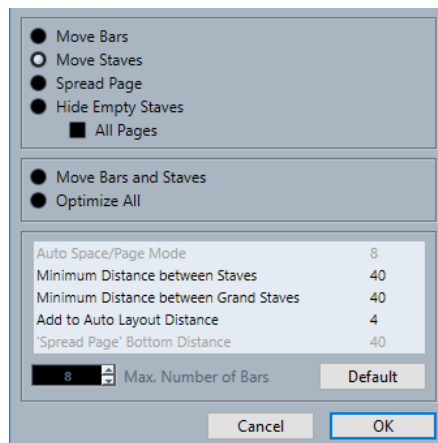 Move Bars
Move Staves
Spread Page
Hide Empty Staves
All Pages
Move Bars and Staves
Optimize All
Auto Space/Page Mode 8
Minimum Distance between Staves 40
Minimum Distance between Grand Staves 40
Add to Auto Layout Distance 4
'Spread Page' Bottom Distance 40
8 Max. Number of Bars Default
Cancel OK